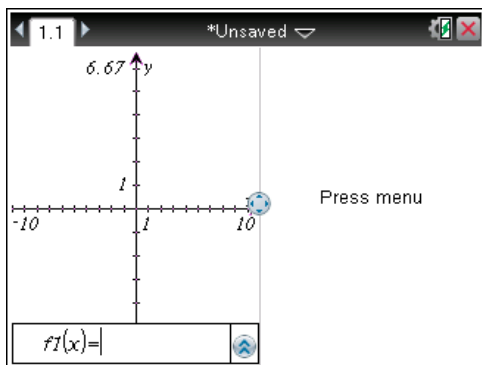 1.1 *Unsaved
6.67 y
1
-10 1 10
Press menu
f1(x)=